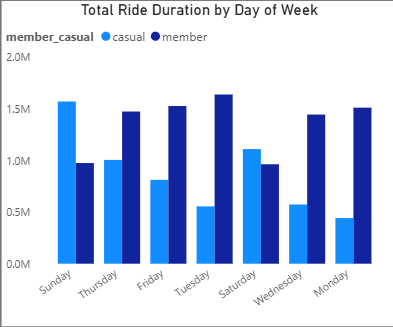 Total Ride Duration by Day of Week
member_casual casual member
2.0M
1.5M
1.0M
0.5M
0.0M
Sunday Thursday Friday Tuesday Saturday Wednesday Monday